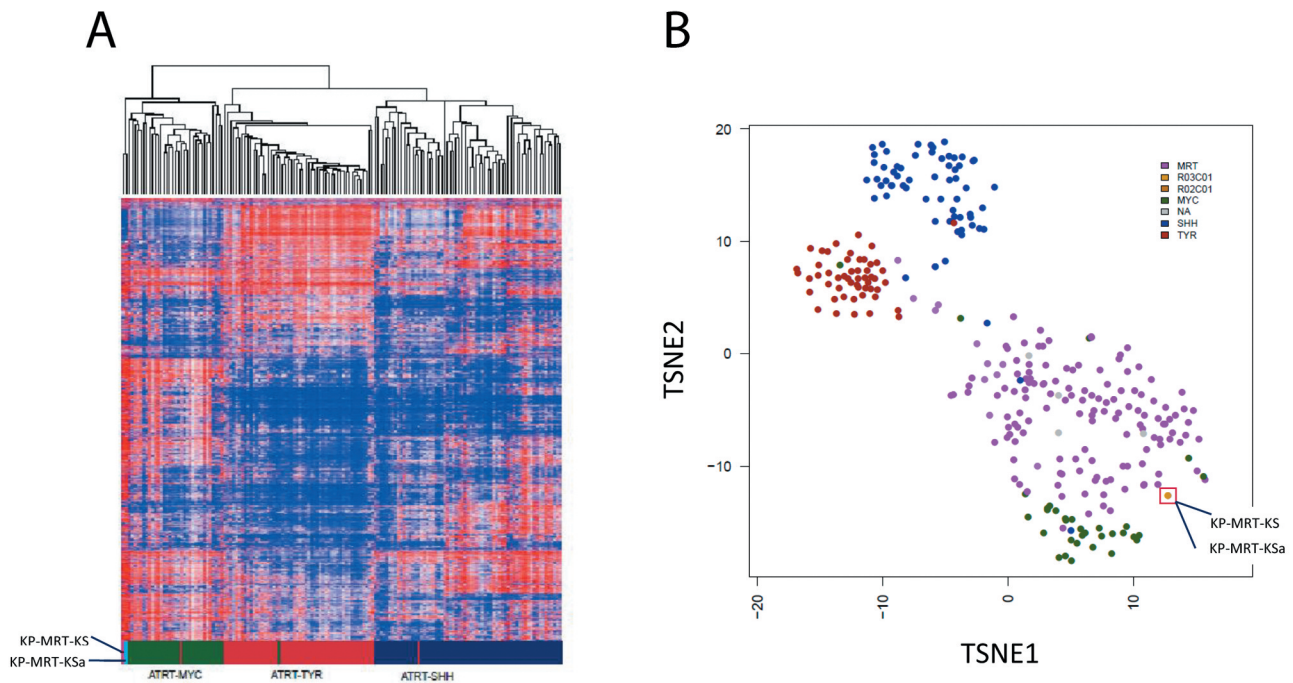 A
KP-MRT-KS
KP-MRT-KSa
ATRT-MYC
ATRT-TYR
ATRT-SHH
B
TSNE2
20
10
0
−10
MRT
R03C01
R02C01
MYC
NA
SHH
TYR
KP-MRT-KS
KP-MRT-KSa
−20
−10
0
10
TSNE1